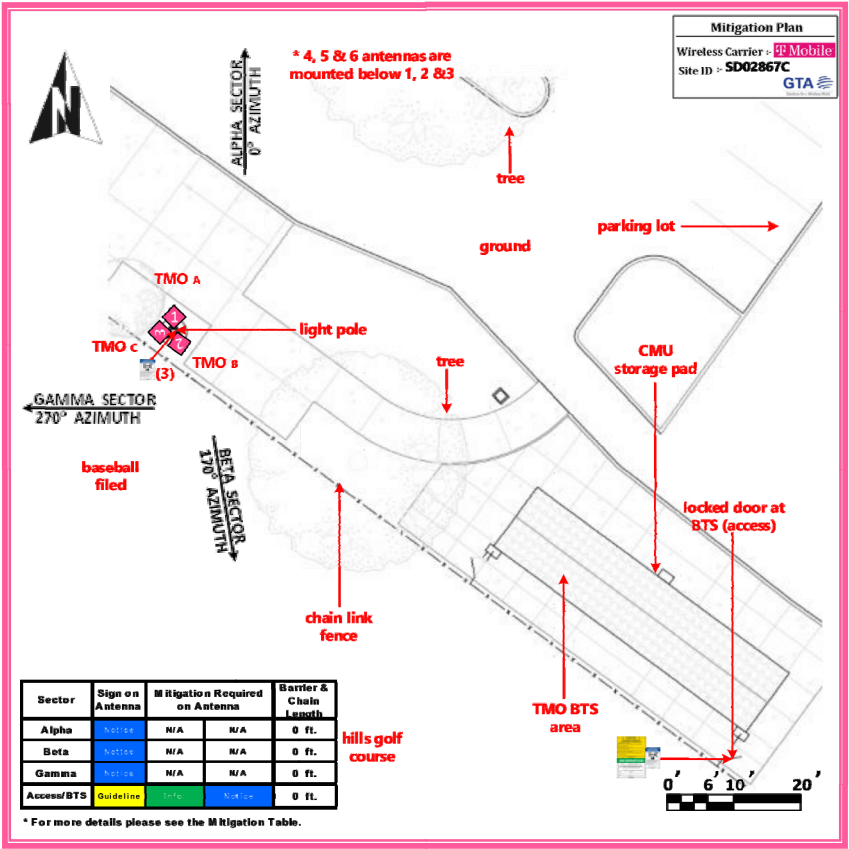 Mitigation Plan
Wireless Carrier :- T Mobile
Site ID :- SD02867C
GTA
* 4, 5 & 6 antennas are
mounted below 1, 2 &3
N
ALPHA SECTOR
0° AZIMUTH
tree
parking lot
ground
TMO A
1
3
2
light pole
TMO C
TMO B
(3)
tree
CMU
storage pad
GAMMA SECTOR
270° AZIMUTH
BETA SECTOR
170° AZIMUTH
baseball
filed
locked door at
BTS (access)
chain link
fence
TMO BTS
area
hills golf
course
Sector
Sign on
Antenna
Mitigation Required
on Antenna
Barrier &
Chain
Length
Alpha Notice N/A N/A 0 ft.
Beta Notice N/A N/A 0 ft.
Gamma Notice N/A N/A 0 ft.
Access/BTS Guideline Info Notice 0 ft.
* For more details please see the Mitigation Table.
0' 6' 10' 20'